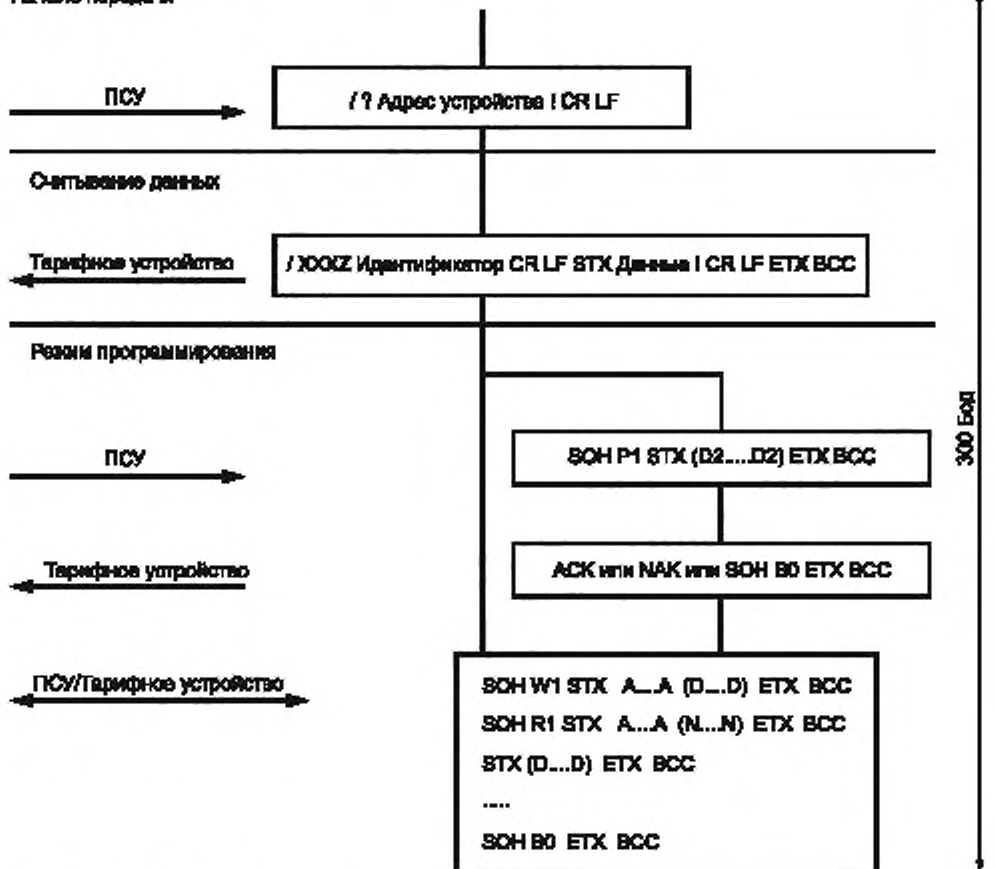 ПСУ
/ ? Адрес устройства ! CR LF
Считывание данных
Тарифное устройство
/ XXXZ Идентификатор CR LF STX Данные ! CR LF ETX BCC
Режим программирования
ПСУ
SOH P1 STX (D2....D2) ETX BCC
300 Бод
Тарифное устройство
ACK или NAK или SOH B0 ETX BCC
ПСУ/Тарифное устройство
SOH W1 STX A....A (D....D) ETX BCC
SOH R1 STX A....A (N....N) ETX BCC
STX (D....D) ETX BCC
.....
SOH B0 ETX BCC